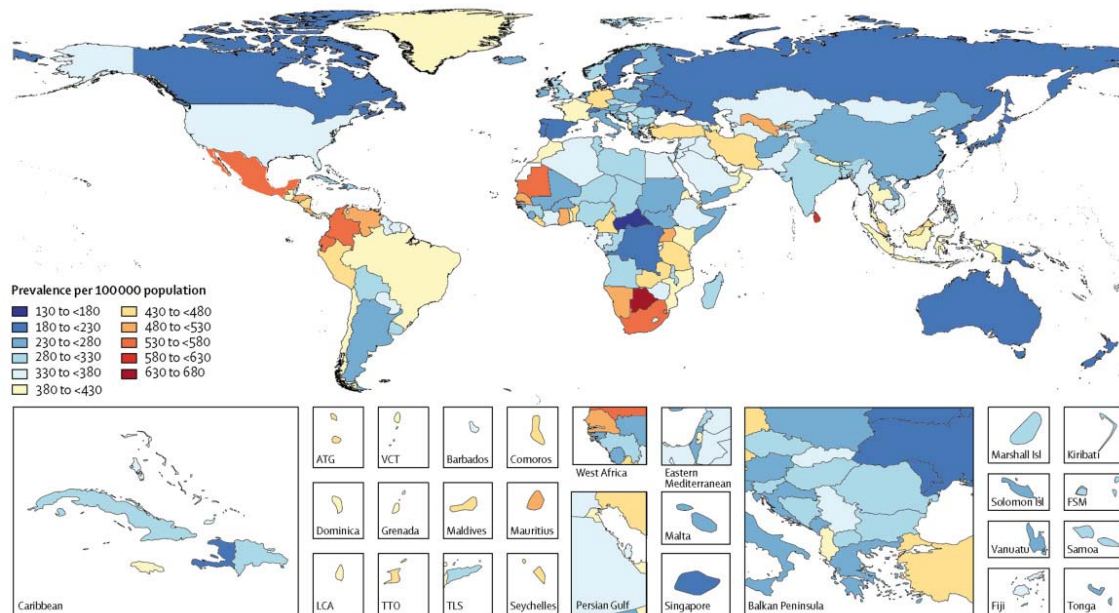 Prevalence per 100 000 population
130 to <180
180 to <230
230 to <280
280 to <330
330 to <380
380 to <430
430 to <480
480 to <530
530 to <580
580 to <630
630 to 680
Caribbean
ATG
VCT
Barbados
Comoros
Dominica
Grenada
Maldives
Mauritius
LCA
TTO
TLS
Seychelles
West Africa
Eastern
Mediterranean
Persian Gulf
Malta
Singapore
Balkan Peninsula
Marshall Isl
Kiribati
Solomon Isl
FSM
Vanuatu
Samoa
Fiji
Tonga